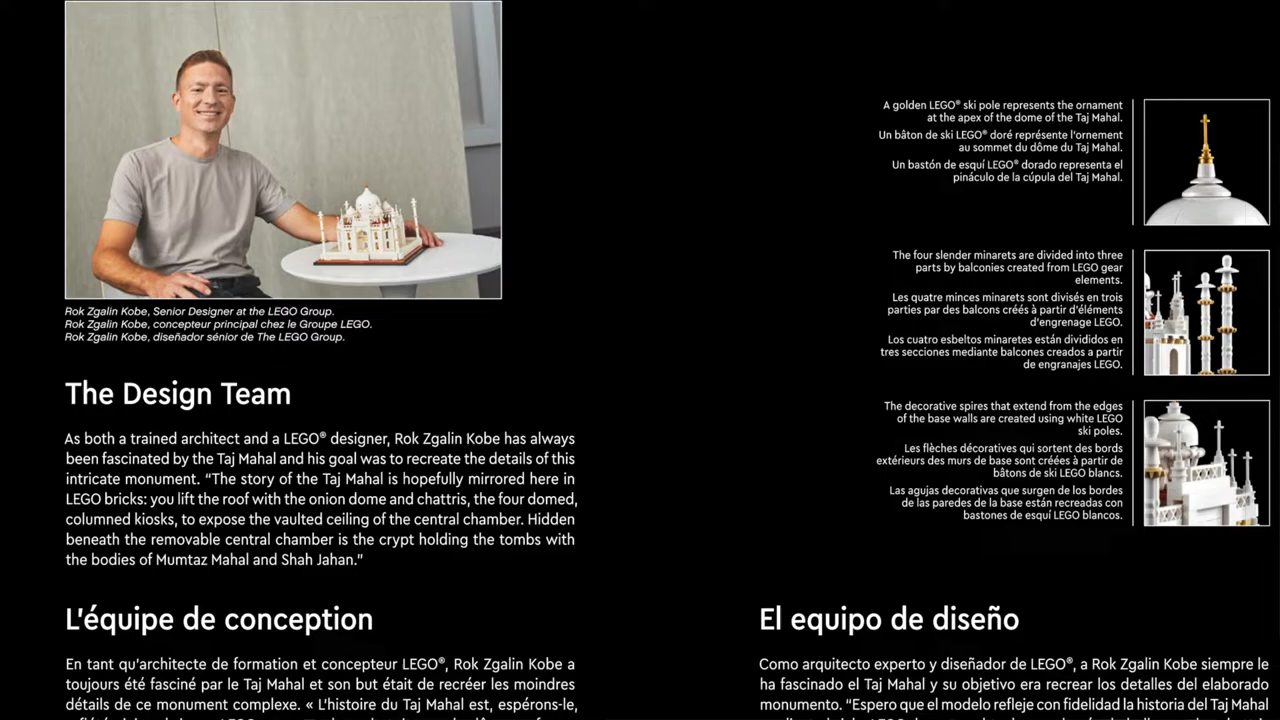 Rok Zgalin Kobe, Senior Designer at the LEGO Group.
Rok Zgalin Kobe, concepteur principal chez le Groupe LEGO.
Rok Zgalin Kobe, diseñador sénior de The LEGO Group.
The Design Team
As both a trained architect and a LEGO® designer, Rok Zgalin Kobe has always
been fascinated by the Taj Mahal and his goal was to recreate the details of this
intricate monument. “The story of the Taj Mahal is hopefully mirrored here in
LEGO bricks: you lift the roof with the onion dome and chattris, the four domed,
columned kiosks, to expose the vaulted ceiling of the central chamber. Hidden
beneath the removable central chamber is the crypt holding the tombs with
the bodies of Mumtaz Mahal and Shah Jahan.”
L’équipe de conception
En tant qu’architecte de formation et concepteur LEGO®, Rok Zgalin Kobe a
toujours été fasciné par le Taj Mahal et son but était de recréer les moindres
détails de ce monument complexe. « L’histoire du Taj Mahal est, espérons-le,
A golden LEGO® ski pole represents the ornament
at the apex of the dome of the Taj Mahal.
Un bâton de ski LEGO® doré représente l’ornement
au sommet du dôme du Taj Mahal.
Un bastón de esquí LEGO® dorado representa el
pináculo de la cúpula del Taj Mahal.
The four slender minarets are divided into three
parts by balconies created from LEGO gear
elements.
Les quatre minces minarets sont divisés en trois
parties par des balcons créés à partir d’éléments
d’engrenage LEGO.
Los cuatro esbeltos minaretes están divididos en
tres secciones mediante balcones creados a partir
de engranajes LEGO.
The decorative spires that extend from the edges
of the base walls are created using white LEGO
ski poles.
Les flèches décoratives qui sortent des bords
extérieurs des murs de base sont créées à partir de
bâtons de ski LEGO blancs.
Las agujas decorativas que surgen de los bordes
de las paredes de la base están recreadas con
bastones de esquí LEGO blancos.
El equipo de diseño
Como arquitecto experto y diseñador de LEGO®, a Rok Zgalin Kobe siempre le
ha fascinado el Taj Mahal y su objetivo era recrear los detalles del elaborado
monumento. “Espero que el modelo refleje con fidelidad la historia del Taj Mahal